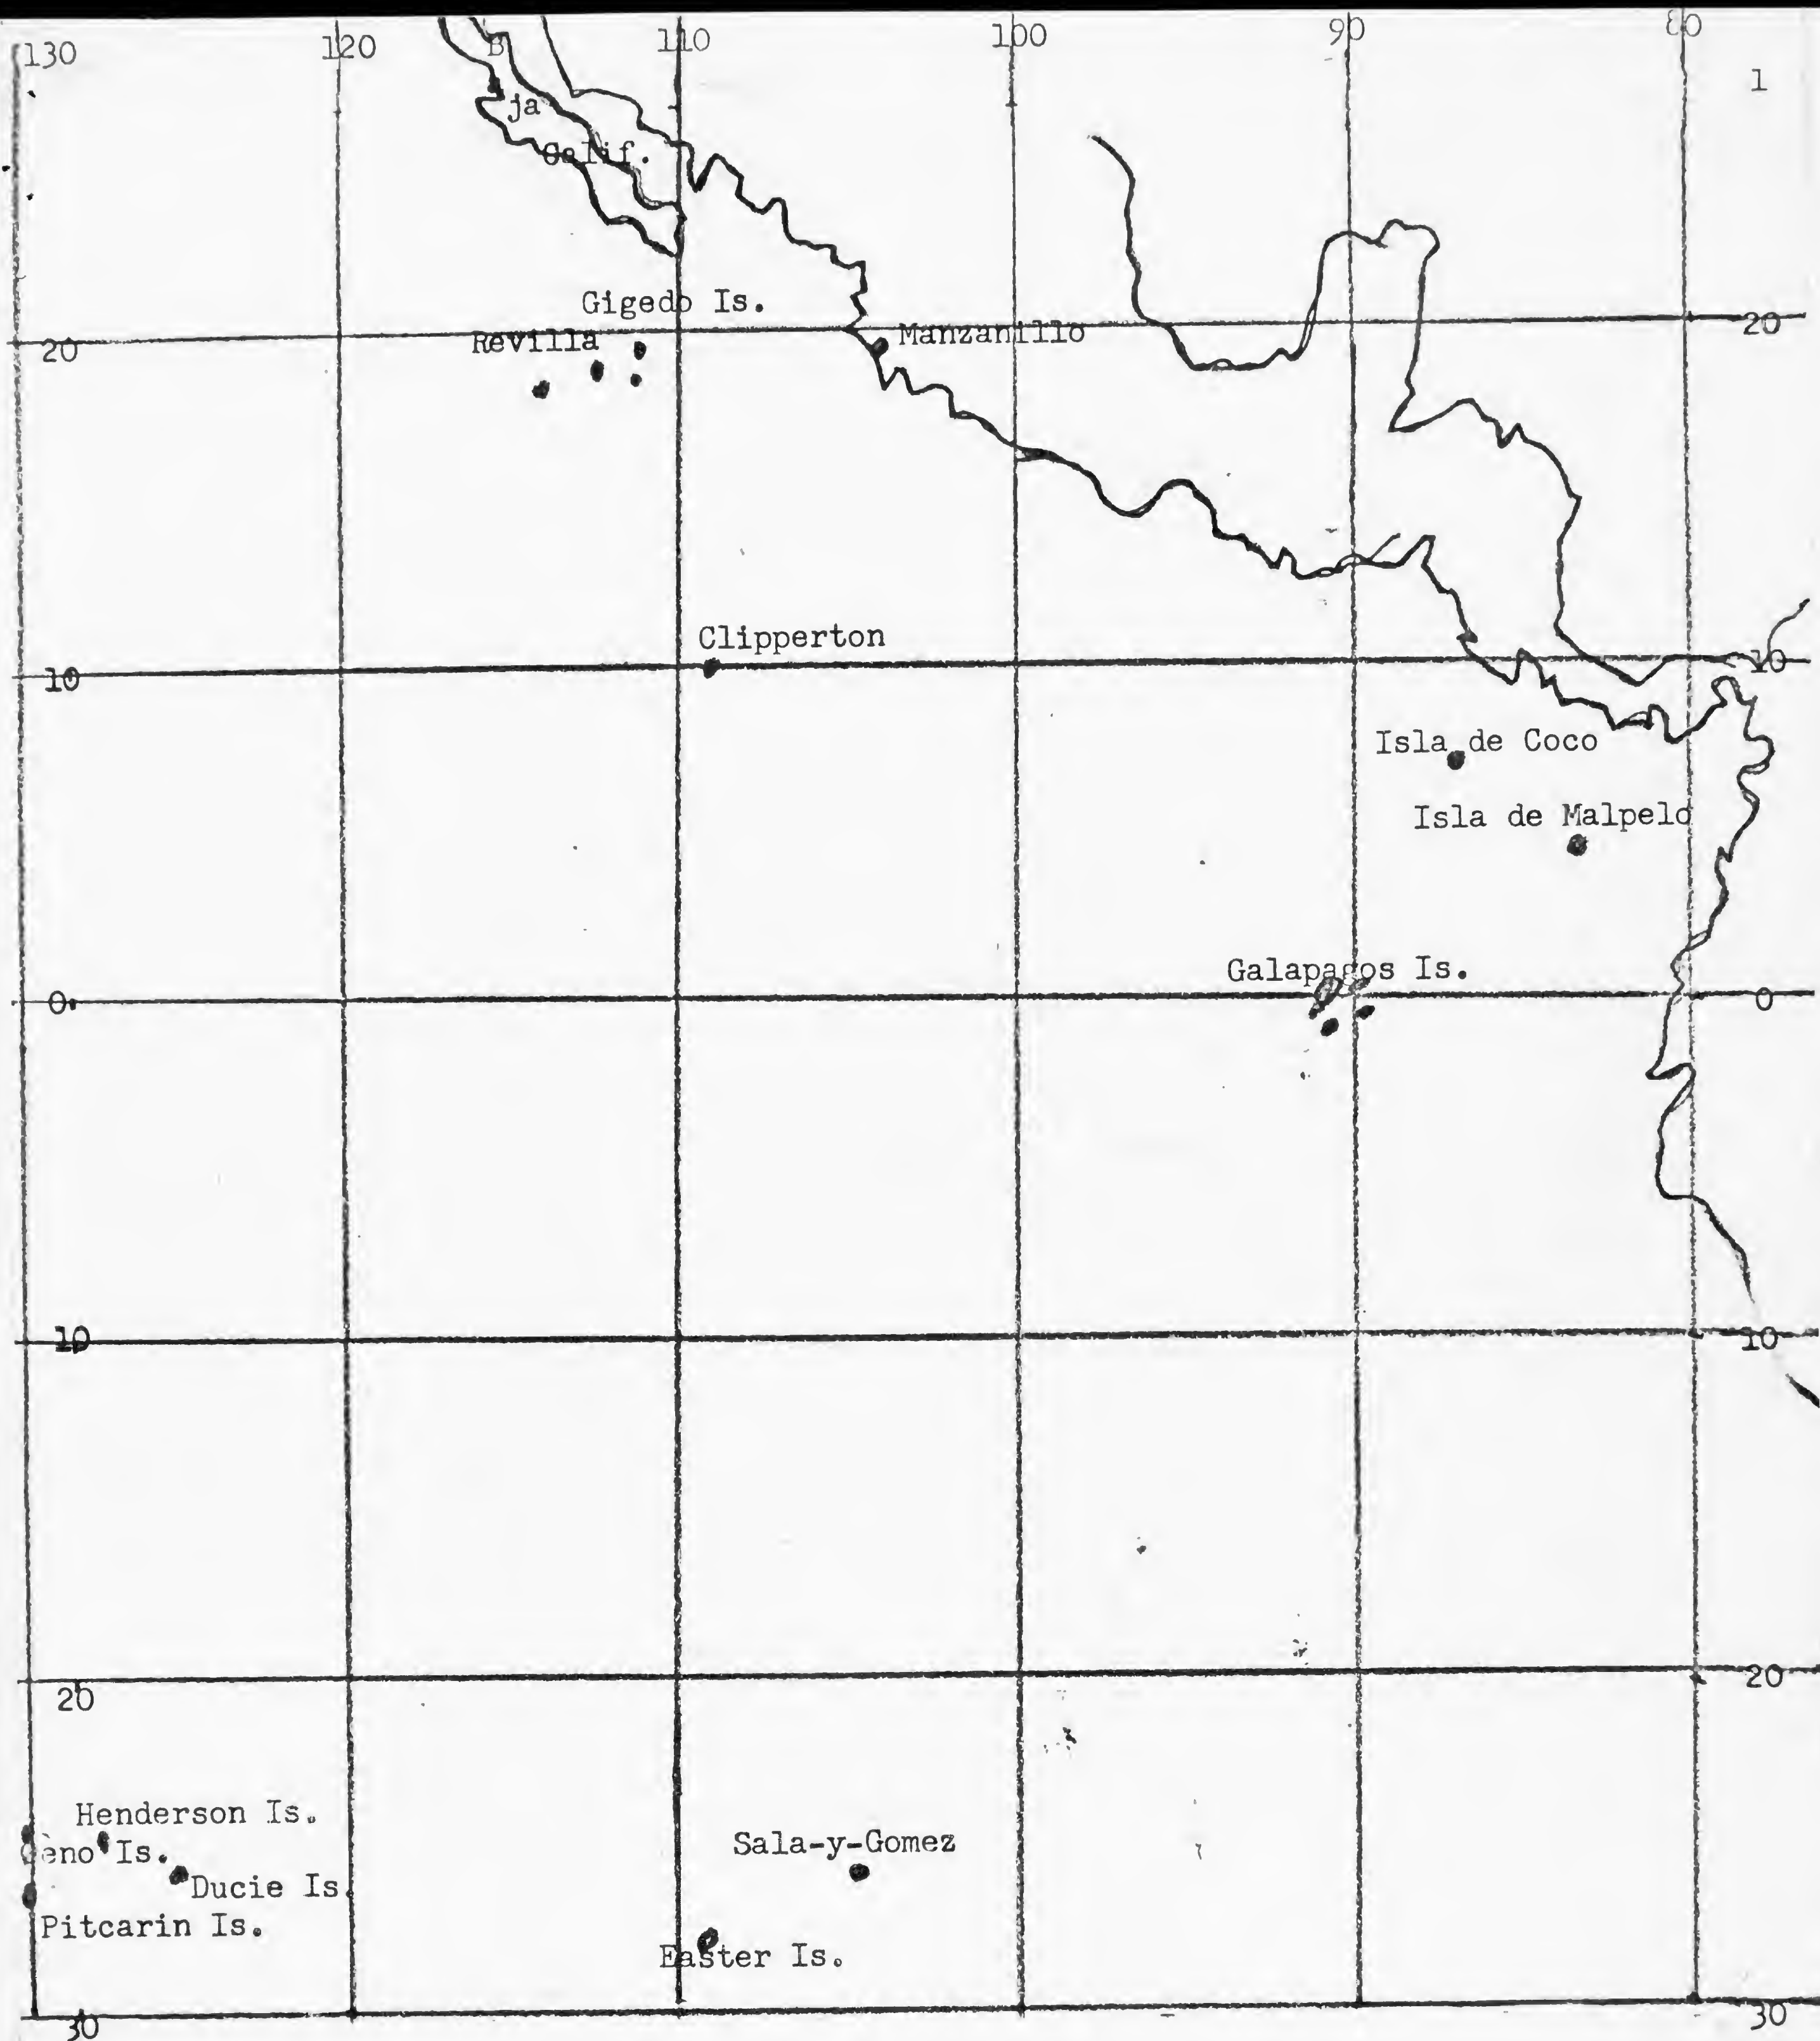 130 120 110 100 90 80
1
B
ja
Calif.
Gigedo Is.
Revilla
Manzanillo
20 20
Clipperton
10 10
Isla de Coco
Isla de Malpelo
Galapagos Is.
0 0
10 10
20 20
Henderson Is.
Oeno Is.
Sala-y-Gomez
Ducie Is.
Pitcarin Is.
Easter Is.
30 30